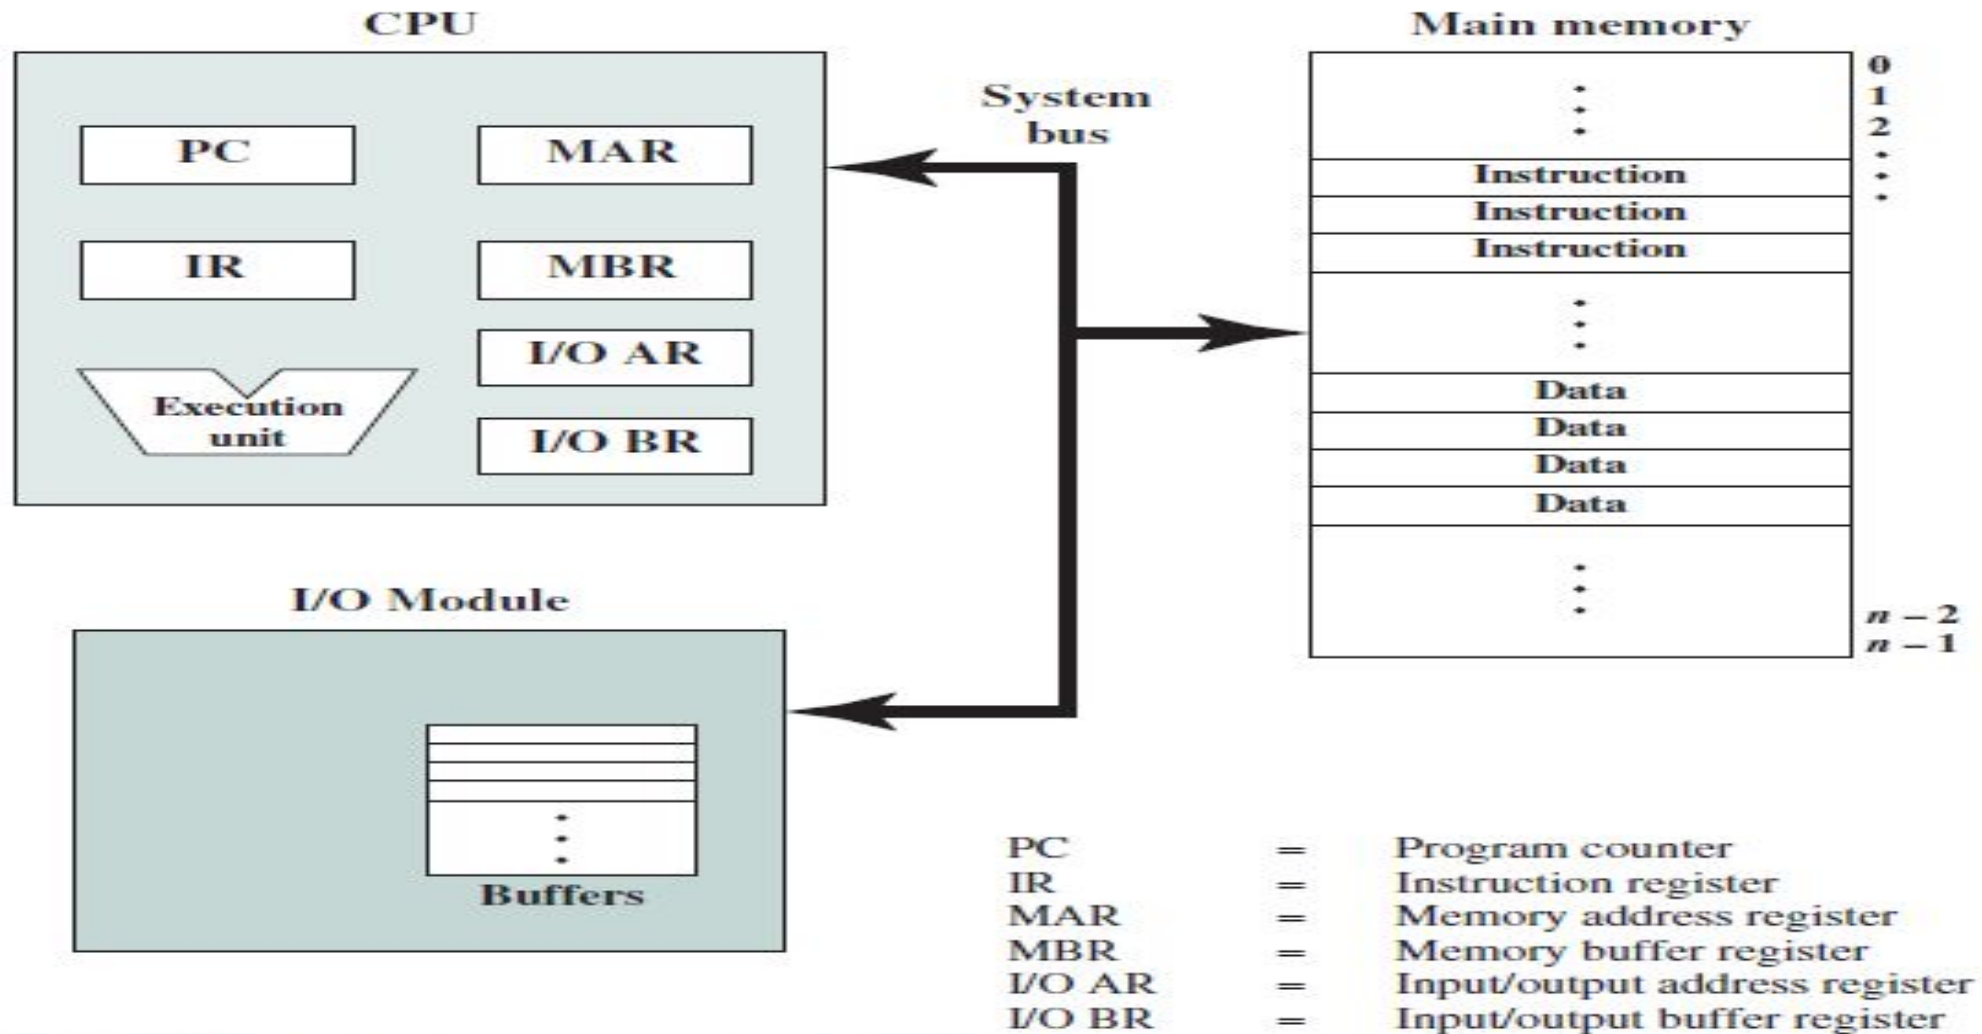 CPU
PC
MAR
IR
MBR
I/O AR
I/O BR
Execution
unit
System
bus
Main memory
0
1
2
Instruction
Instruction
Instruction
Data
Data
Data
Data
n – 2
n – 1
I/O Module
Buffers
PC = Program counter
IR = Instruction register
MAR = Memory address register
MBR = Memory buffer register
I/O AR = Input/output address register
I/O BR = Input/output buffer register